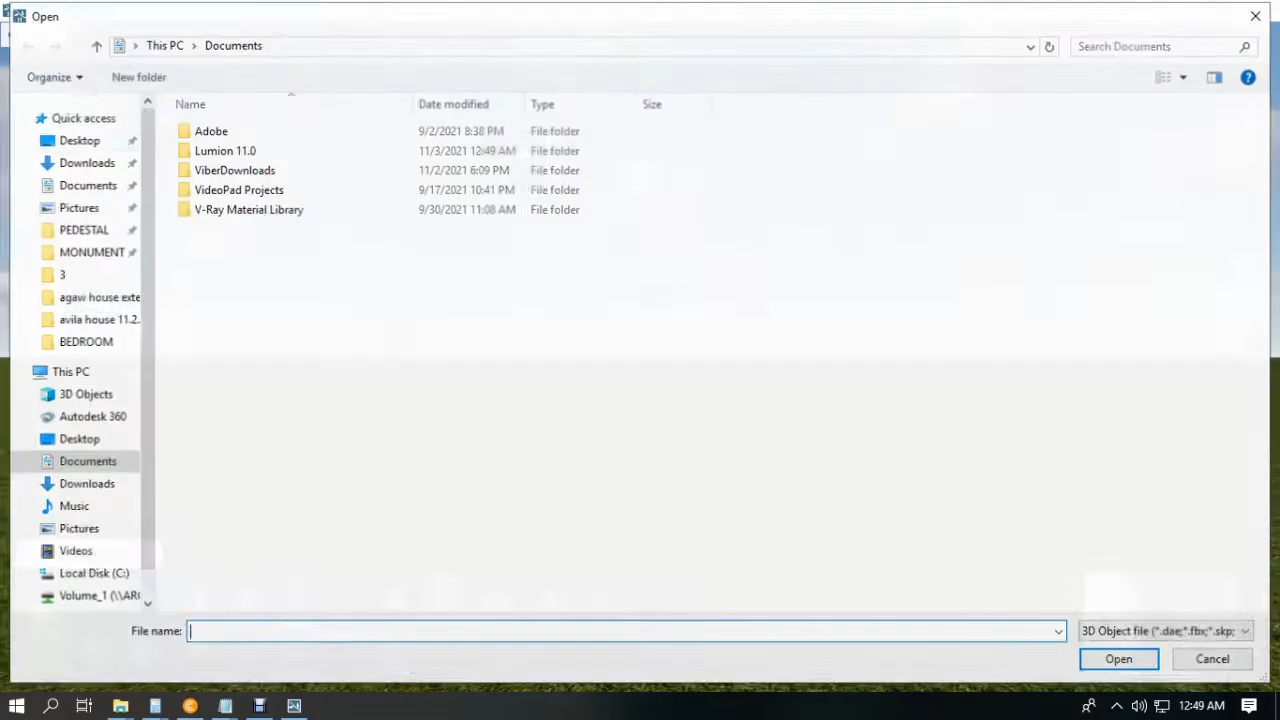 Open
This PC > Documents
Search Documents
Organize
New folder
Name
Date modified
Type
Size
Adobe 9/2/2021 8:38 PM File folder
Lumion 11.0 11/3/2021 12:49 AM File folder
ViberDownloads 11/2/2021 6:09 PM File folder
VideoPad Projects 9/17/2021 10:41 PM File folder
V-Ray Material Library 9/30/2021 11:08 AM File folder
Quick access
Desktop
Downloads
Documents
Pictures
PEDESTAL
MONUMENT
3
agaw house exte
avila house 11.2.
BEDROOM
This PC
3D Objects
Autodesk 360
Desktop
Documents
Downloads
Music
Pictures
Videos
Local Disk (C:)
Volume_1 (\\ARC
File name:
3D Object file (*.dae;*.fbx;*.skp;
Open
Cancel
12:49 AM